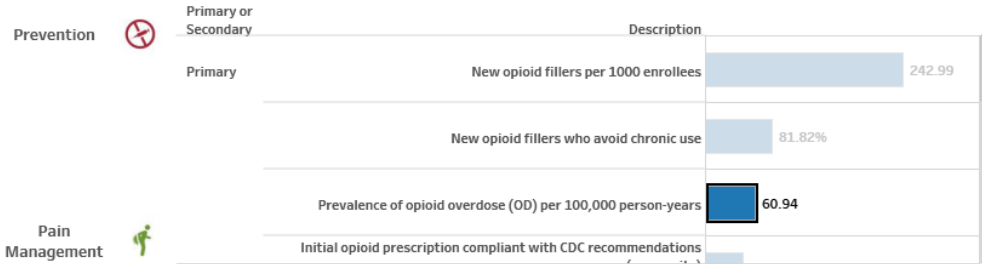 Prevention
Primary or
Secondary
Description
Primary
New opioid fillers per 1000 enrollees
242.99
New opioid fillers who avoid chronic use
81.82%
Prevalence of opioid overdose (OD) per 100,000 person-years
60.94
Pain
Management
Initial opioid prescription compliant with CDC recommendations